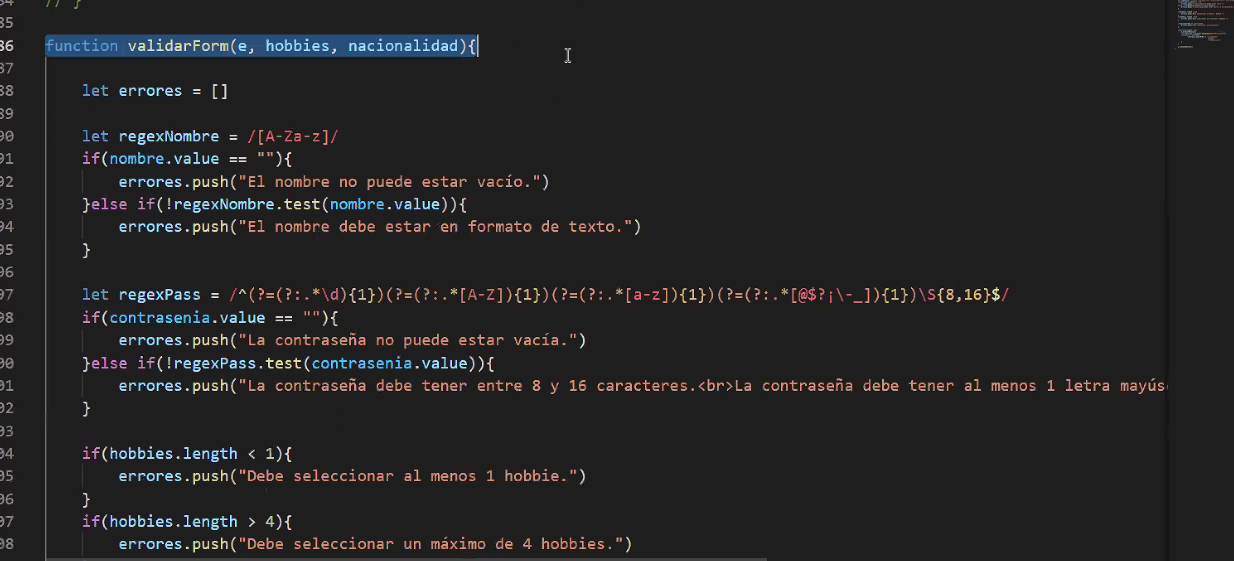 84 // }
85
86 function validarForm(e, hobbies, nacionalidad){
87
88 let errores = []
89
90 let regexNombre = /[A-Za-z]/
91 if(nombre.value == ""){
92 errores.push("El nombre no puede estar vacío.")
93 }else if(!regexNombre.test(nombre.value)){
94 errores.push("El nombre debe estar en formato de texto.")
95 }
96
97 let regexPass = /^(?=(?:.*\d){1})(?=(?:.*[A-Z]){1})(?=(?:.*[a-z]){1})(?=(?:.*[@$?¡\-_]){1})\S{8,16}$/
98 if(contrasenia.value == ""){
99 errores.push("La contraseña no puede estar vacía.")
00 }else if(!regexPass.test(contrasenia.value)){
01 errores.push("La contraseña debe tener entre 8 y 16 caracteres.<br>La contraseña debe tener al menos 1 letra mayús
02 }
03
04 if(hobbies.length < 1){
05 errores.push("Debe seleccionar al menos 1 hobbie.")
06 }
07 if(hobbies.length > 4){
08 errores.push("Debe seleccionar un máximo de 4 hobbies.")